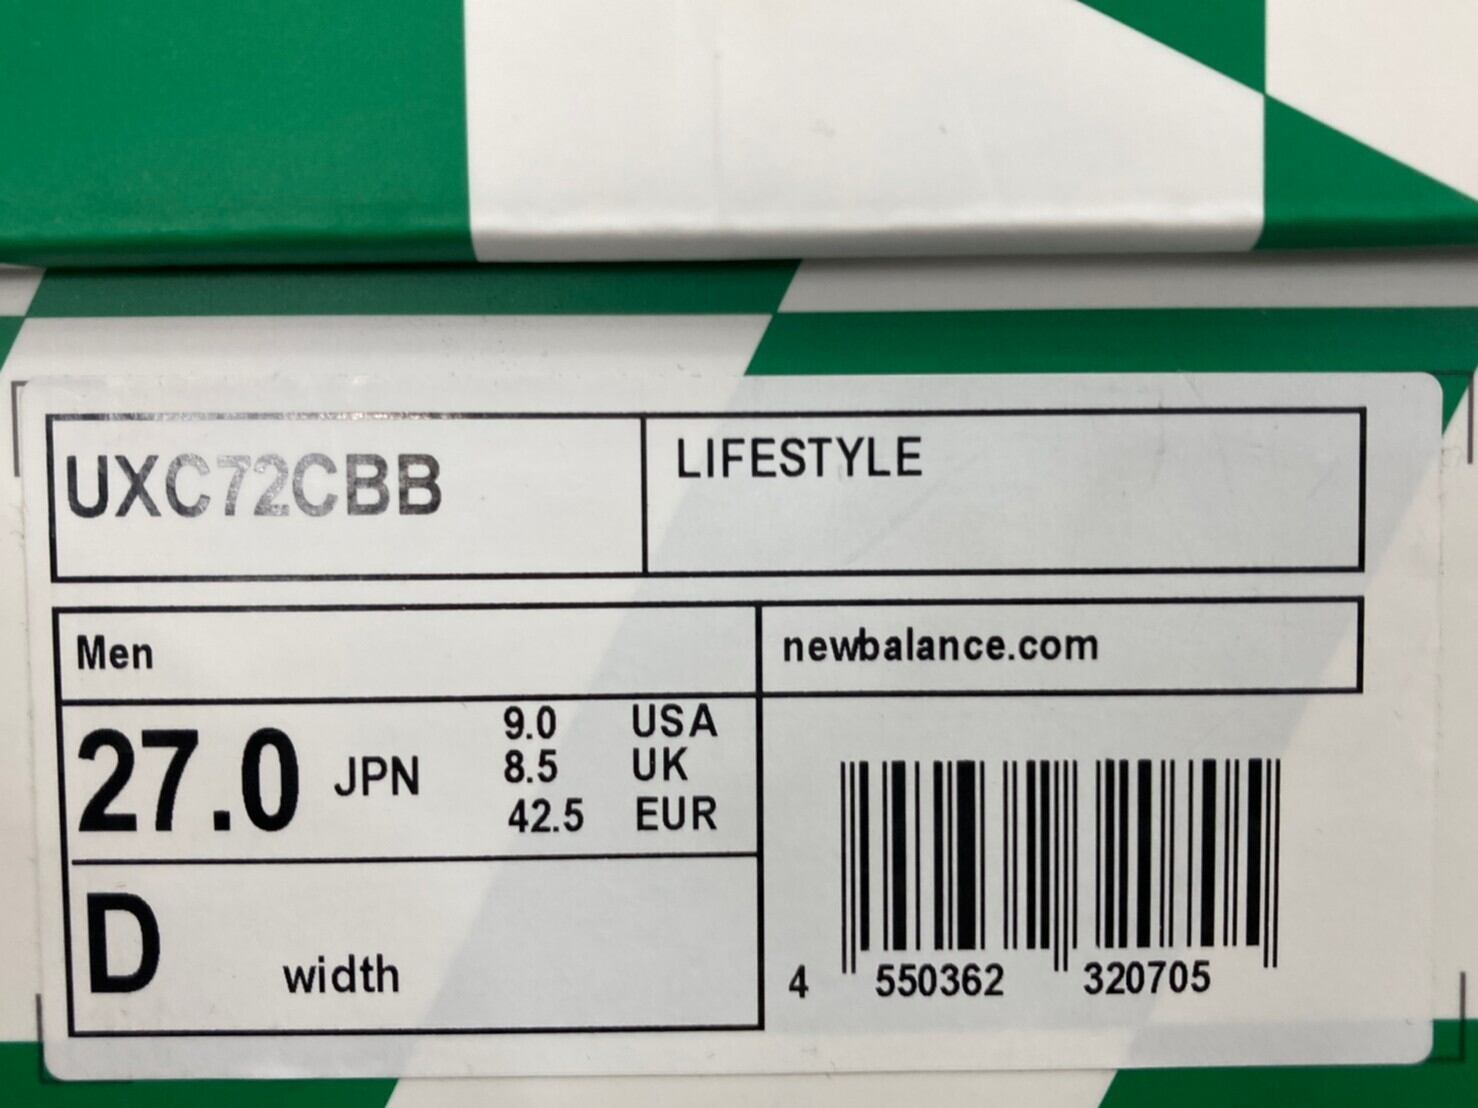 UXC72CBB
LIFESTYLE
Men
newbalance.com
27.0 JPN
9.0 USA
8.5 UK
42.5 EUR
D width
4 550362 320705